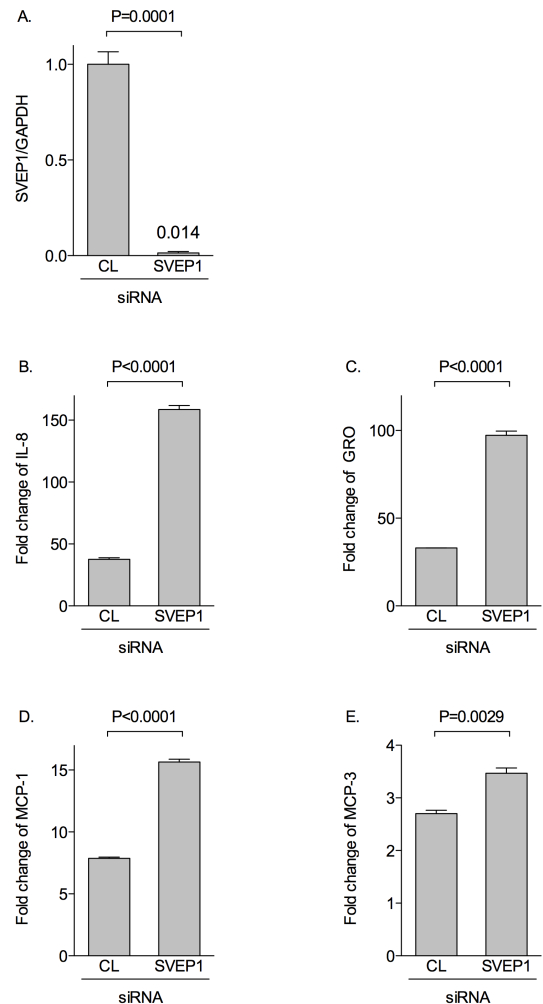 A.
P=0.0001
SVEP1/GAPDH
1.0
0.5
0.0
0.014
CL SVEP1
siRNA
B.
P<0.0001
Fold change of IL-8
150
100
50
0
CL SVEP1
siRNA
C.
P<0.0001
Fold change of GRO
100
50
0
CL SVEP1
siRNA
D.
P<0.0001
Fold change of MCP-1
15
10
5
0
CL SVEP1
siRNA
E.
P=0.0029
Fold change of MCP-3
4
3
2
1
0
CL SVEP1
siRNA